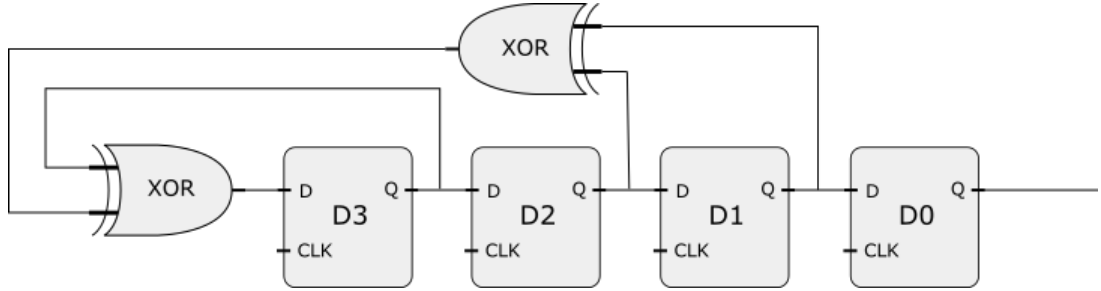 XOR
XOR
D Q D Q D Q D Q
D3 D2 D1 D0
CLK CLK CLK CLK